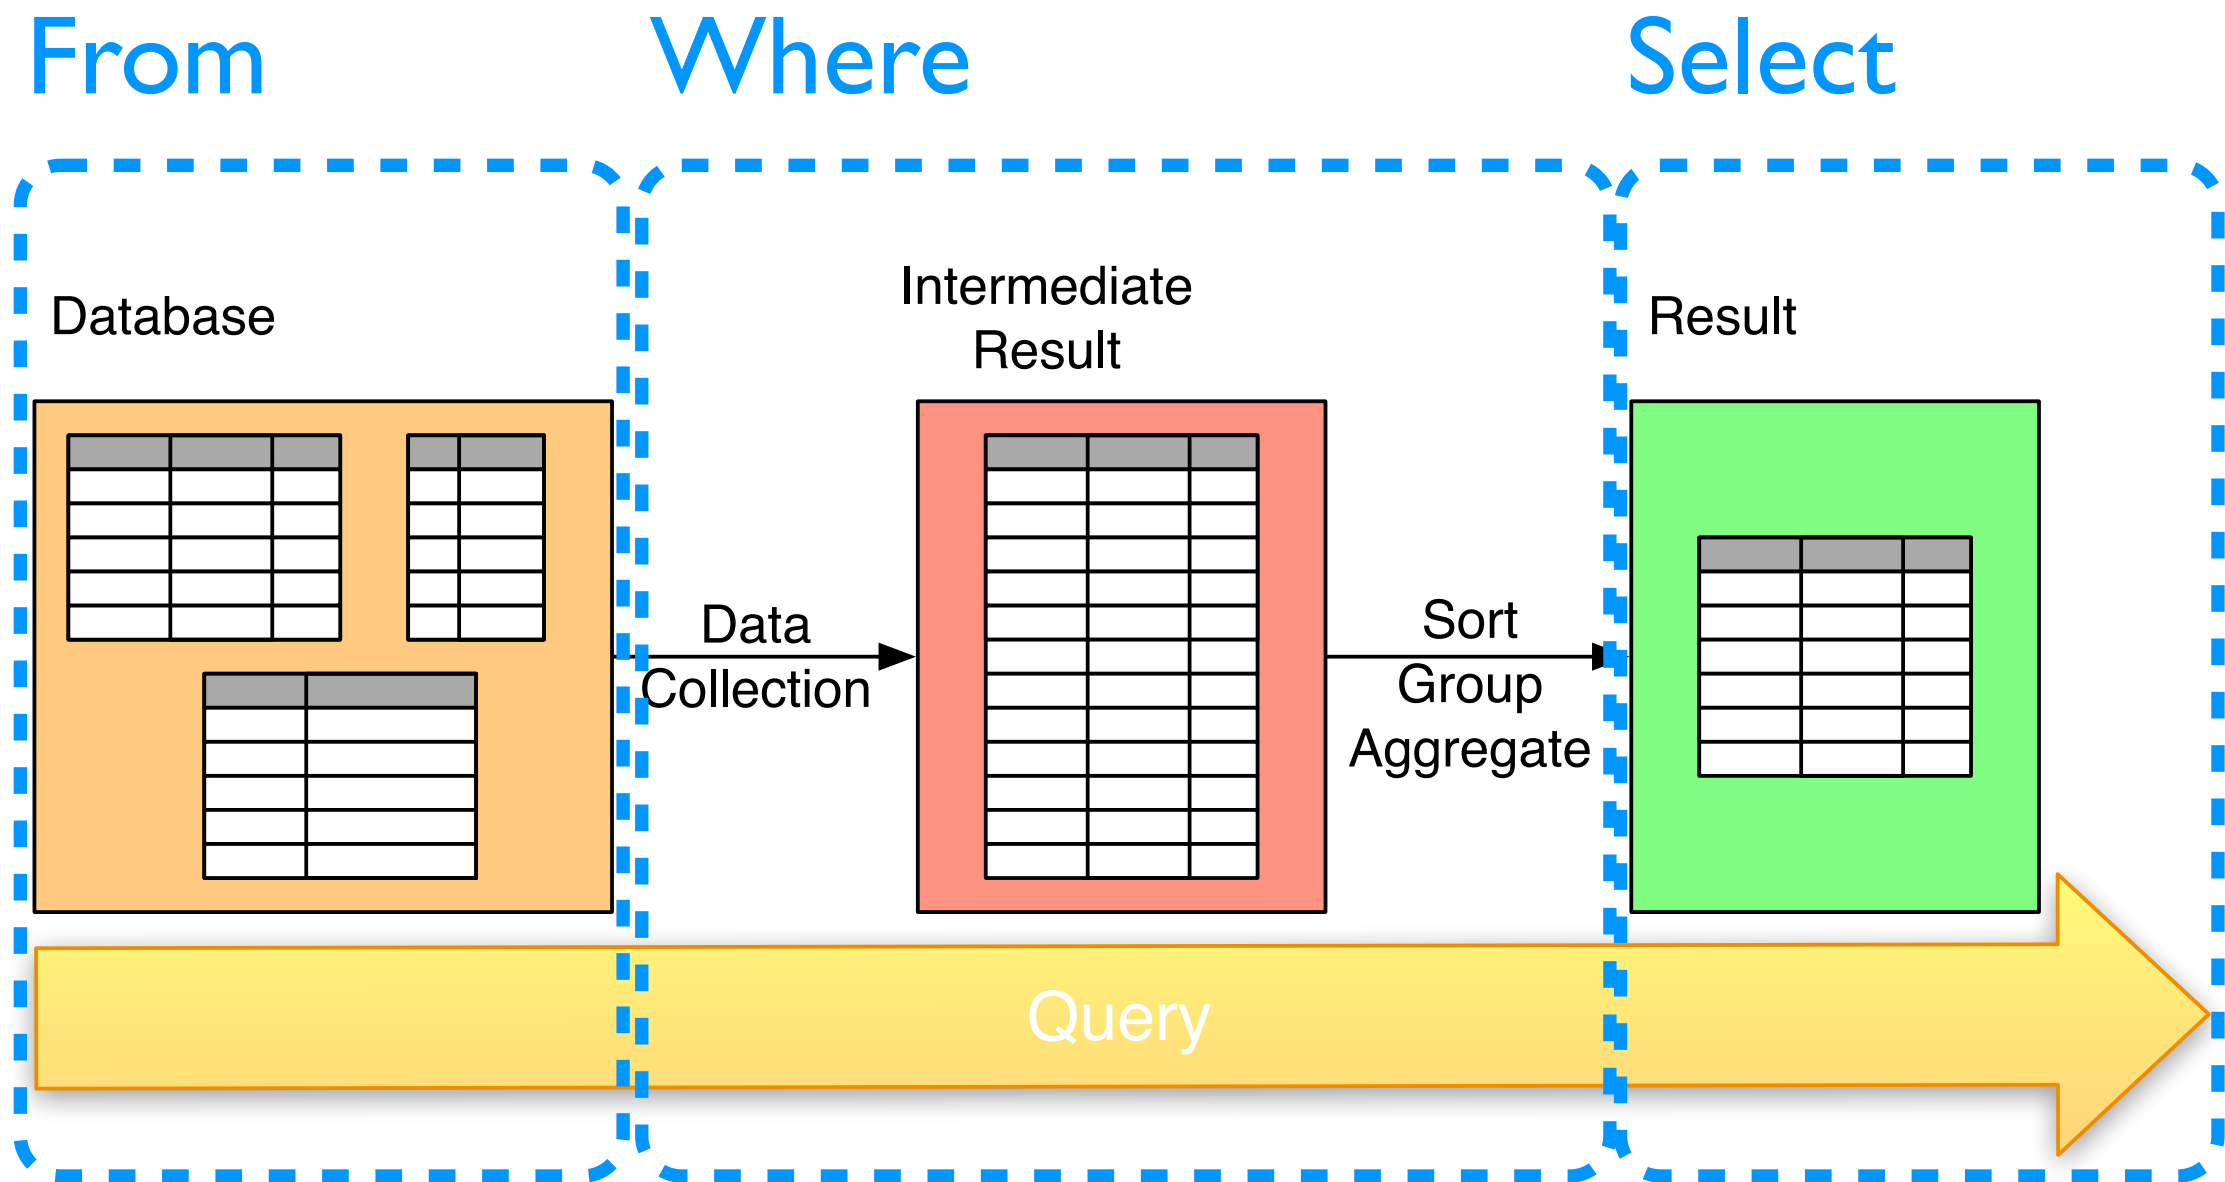 From
Where
Select
Database
Intermediate
Result
Result
Data
Collection
Sort
Group
Aggregate
Query